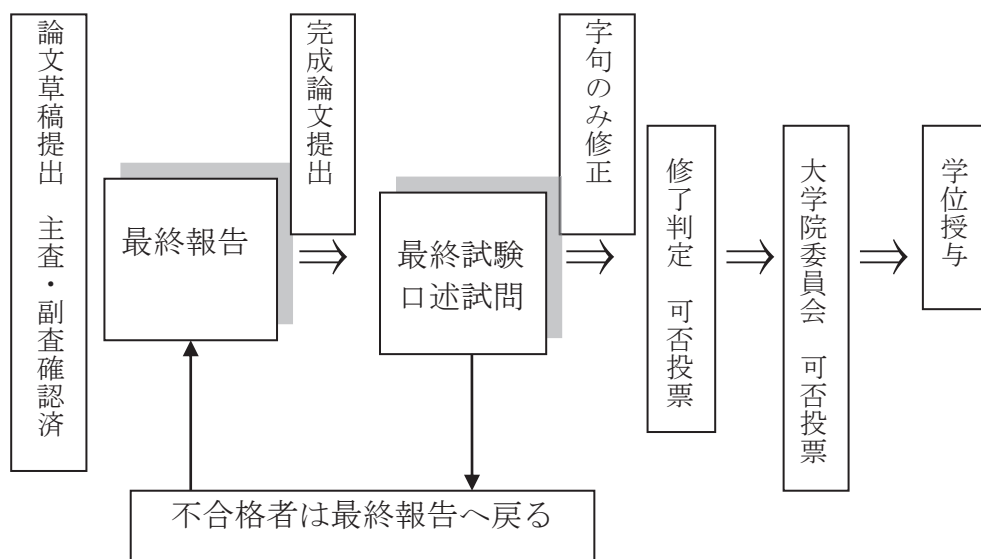 論文草稿提出　主査・副査確認済
最終報告
完成論文提出
⇒
最終試験
口述試問
字句のみ修正
⇒
修了判定　可否投票
⇒
大学院委員会　可否投票
⇒
学位授与
不合格者は最終報告へ戻る